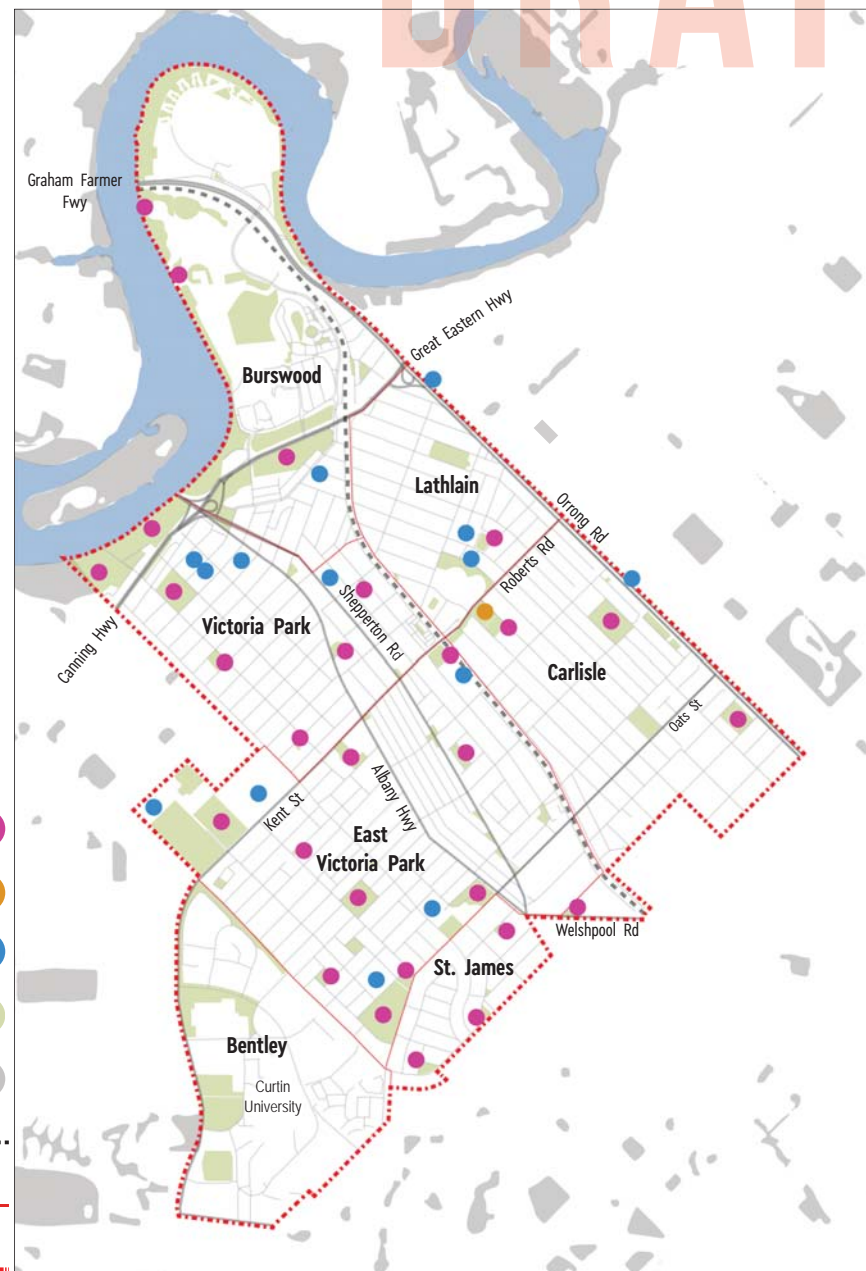 DRAF
Graham Farmer
Fwy
Great Eastern Hwy
Burswood
Lathlain
Orrong Rd
Roberts Rd
Shepperton Rd
Victoria Park
Canning Hwy
Carlisle
Oats St
Albany Hwy
Kent St
East
Victoria Park
Welshpool Rd
St. James
Bentley
Curtin
University